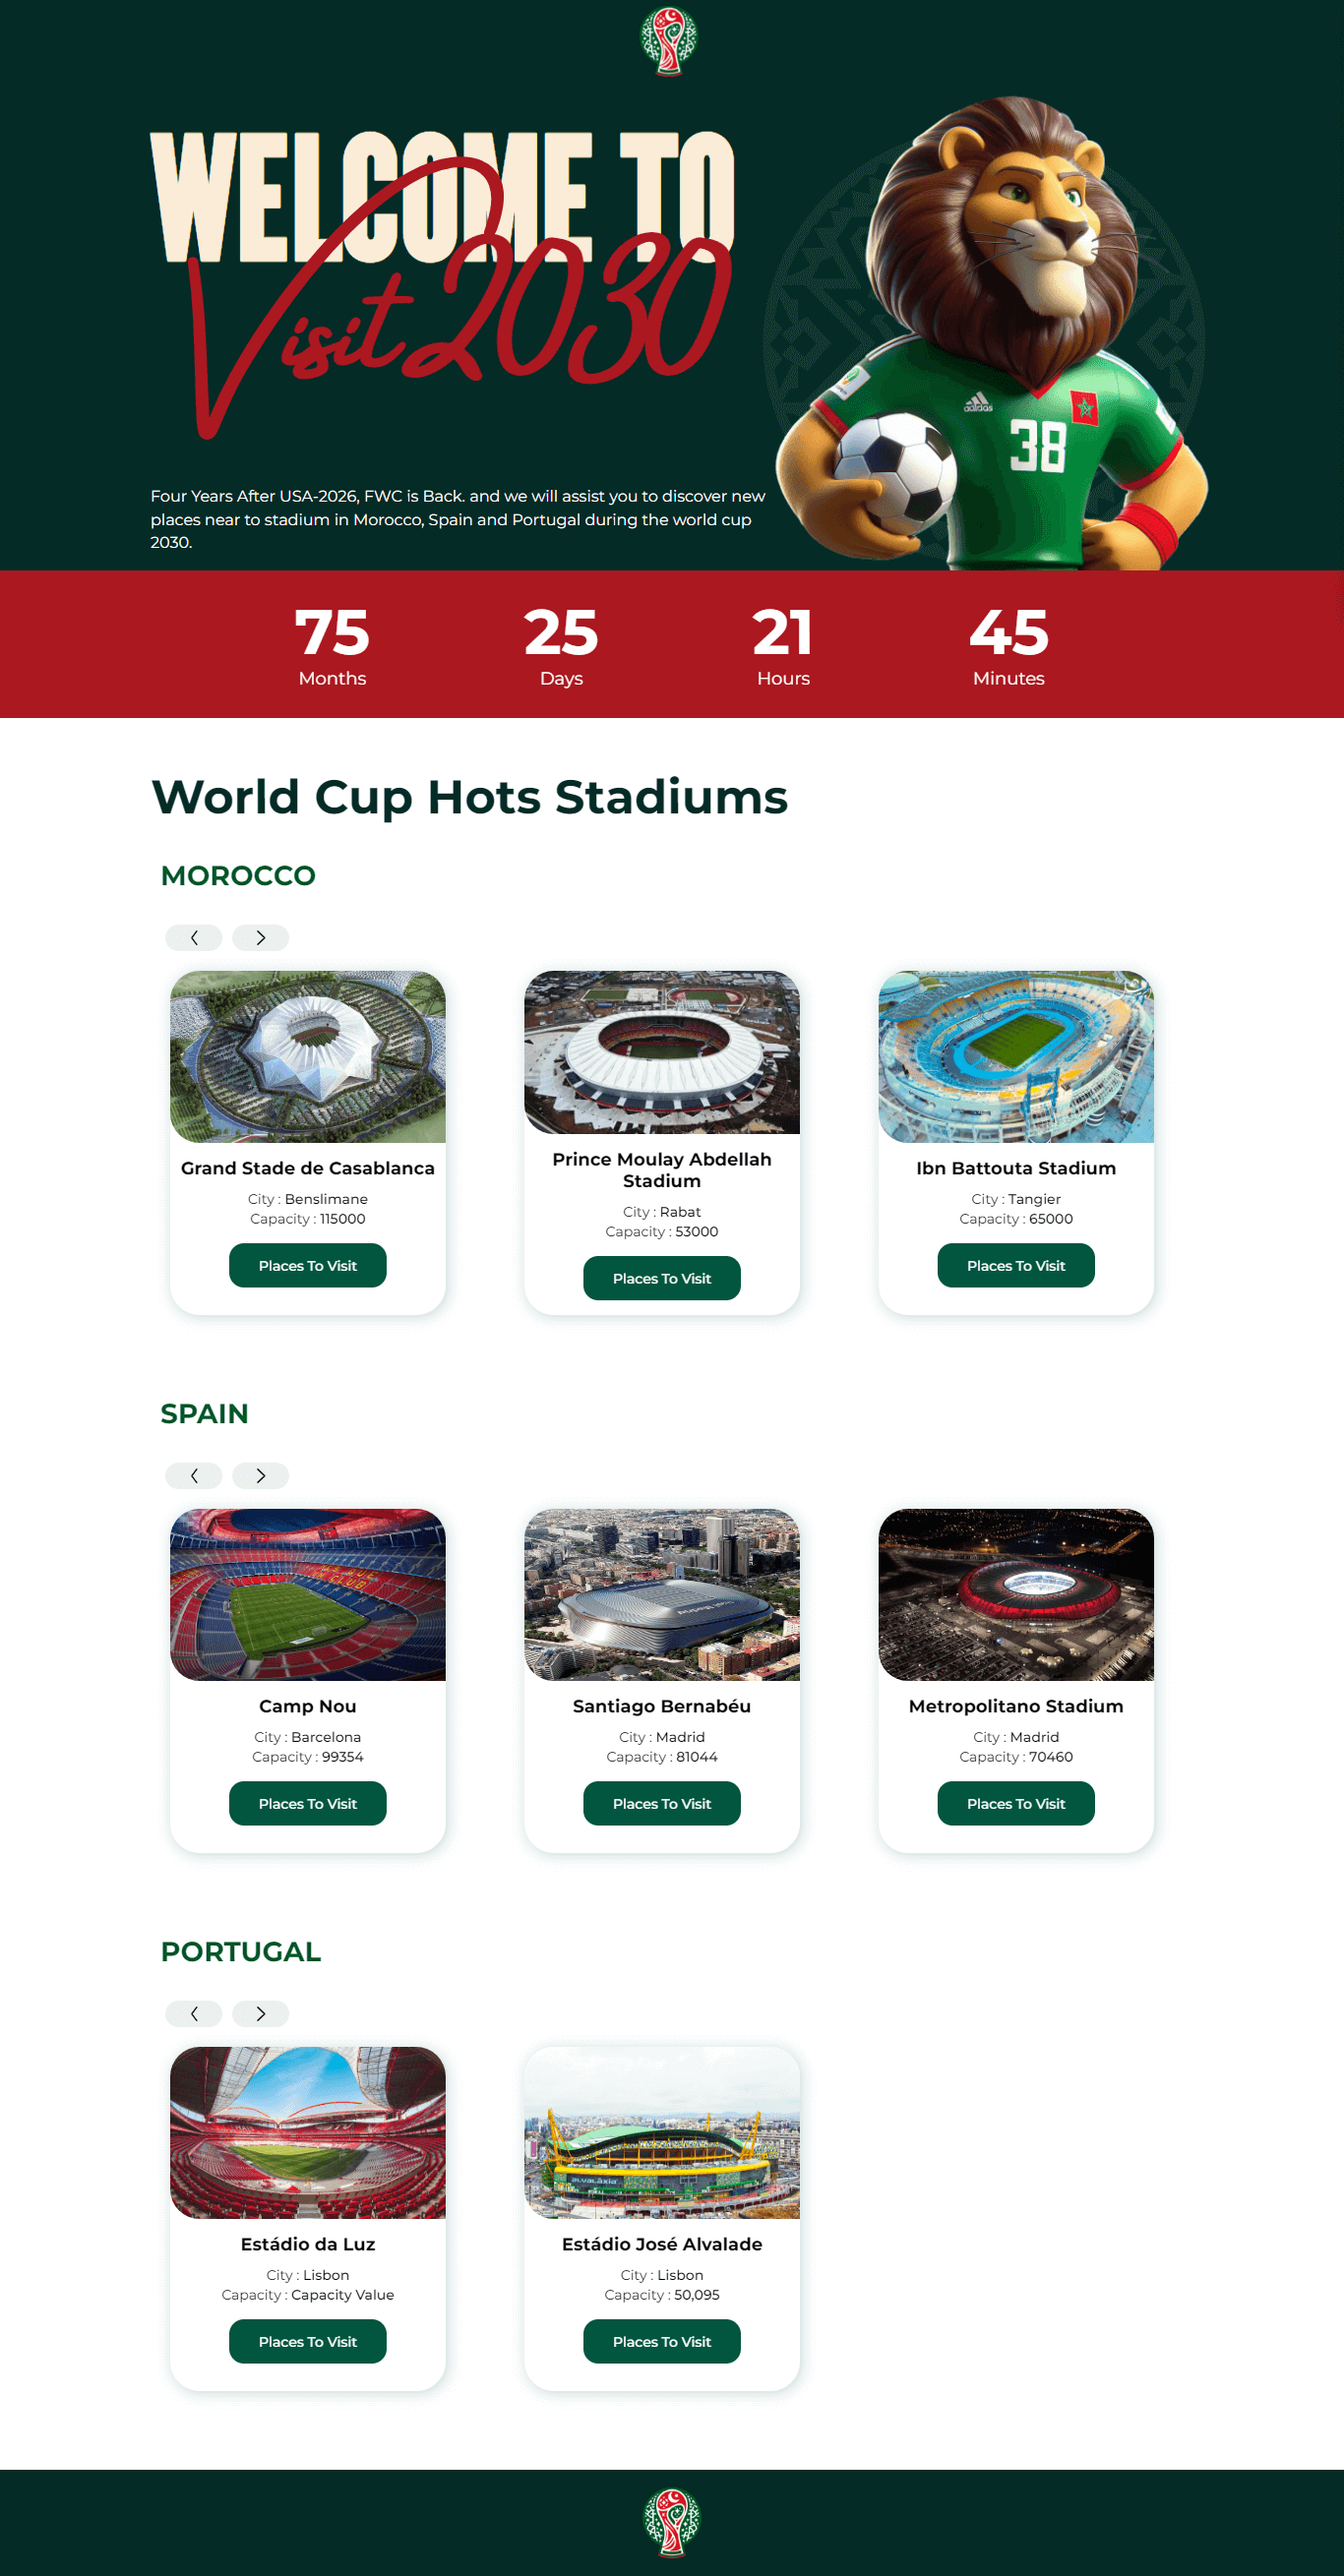 WELCOME TO
Visit 2030
adidas
38
Four Years After USA-2026, FWC is Back. and we will assist you to discover new
places near to stadium in Morocco, Spain and Portugal during the world cup
2030.
75 25 21 45
Months Days Hours Minutes
World Cup Hots Stadiums
MOROCCO
Grand Stade de Casablanca
City : Benslimane
Capacity : 115000
Places To Visit
Prince Moulay Abdellah
Stadium
City : Rabat
Capacity : 53000
Places To Visit
Ibn Battouta Stadium
City : Tangier
Capacity : 65000
Places To Visit
SPAIN
Camp Nou
City : Barcelona
Capacity : 99354
Places To Visit
Santiago Bernabéu
City : Madrid
Capacity : 81044
Places To Visit
Metropolitano Stadium
City : Madrid
Capacity : 70460
Places To Visit
PORTUGAL
Estádio da Luz
City : Lisbon
Capacity : Capacity Value
Places To Visit
Estádio José Alvalade
City : Lisbon
Capacity : 50,095
Places To Visit